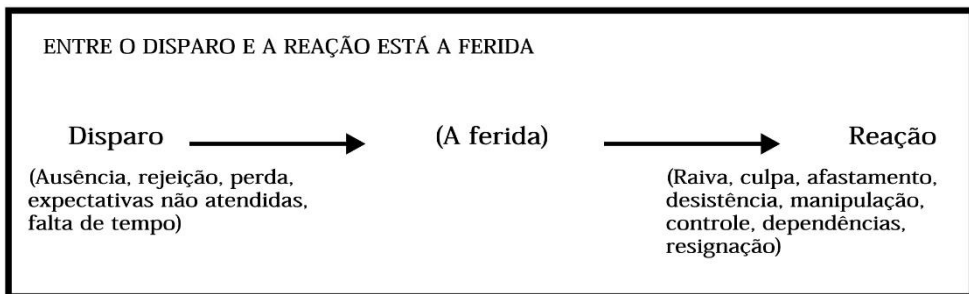 ENTRE O DISPARO E A REAÇÃO ESTÁ A FERIDA
Disparo (A ferida) Reação
(Ausência, rejeição, perda,
expectativas não atendidas,
falta de tempo)
(Raiva, culpa, afastamento,
desistência, manipulação,
controle, dependências,
resignação)